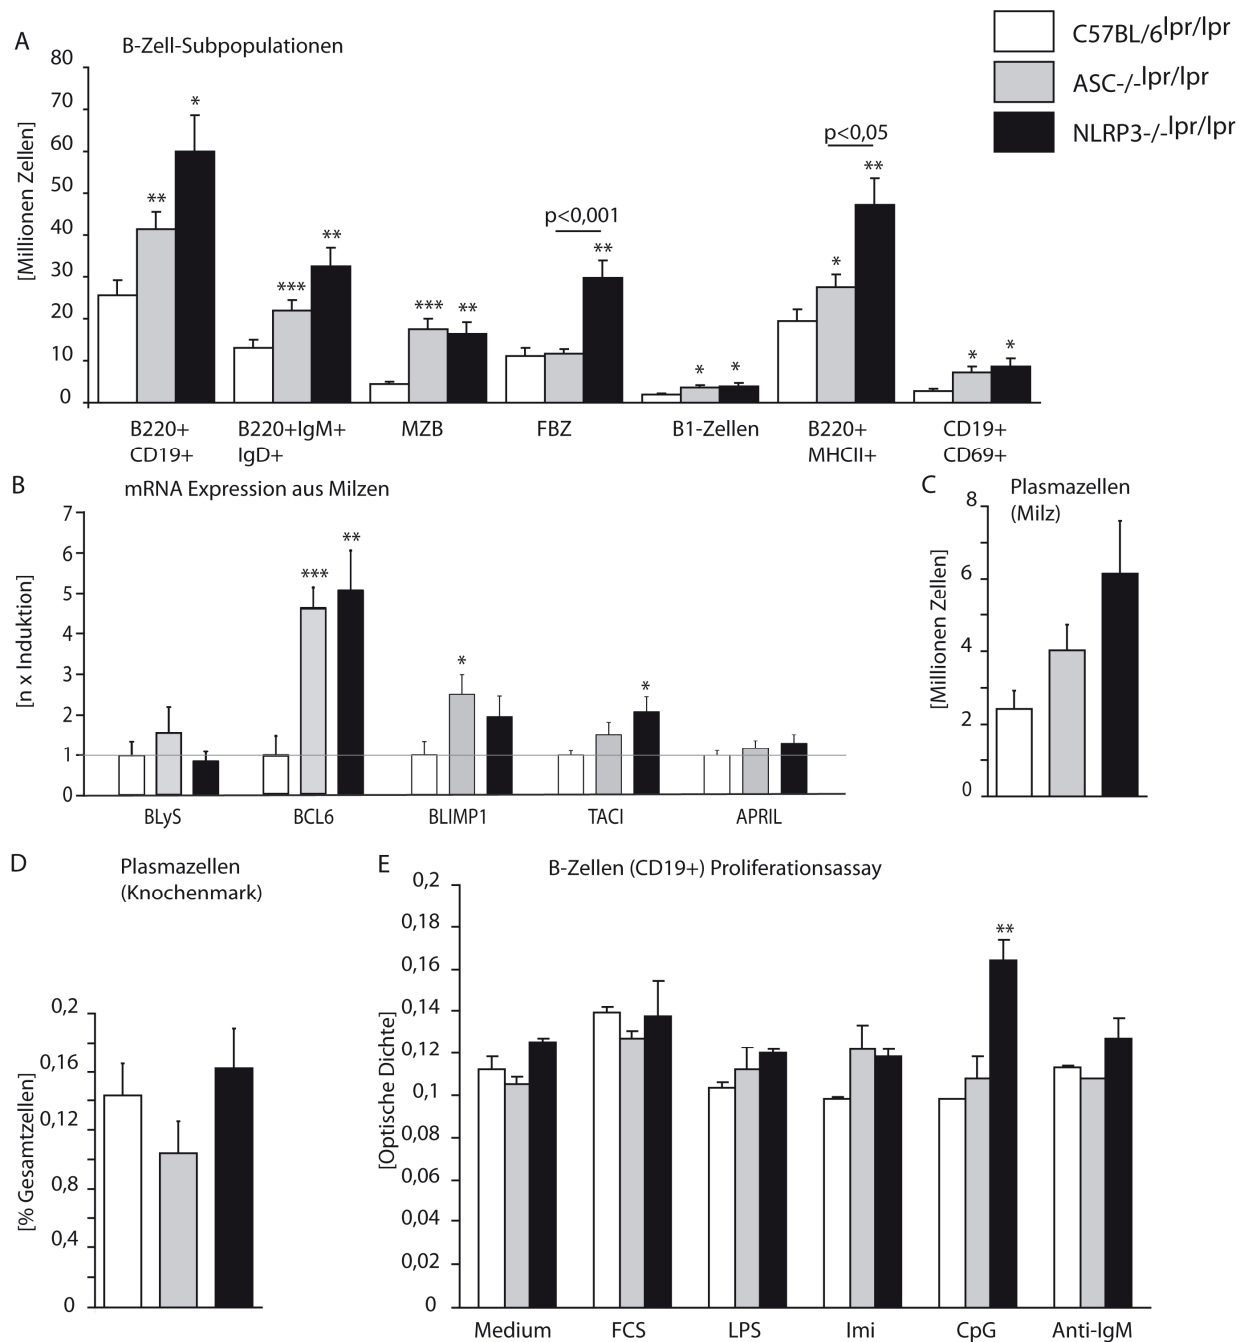 C57BL/6lpr/lpr
ASC-/-lpr/lpr
NLRP3-/-lpr/lpr
A
B-Zell-Subpopulationen
[Millionen Zellen]
80
70
60
50
40
30
20
10
0
*
**
***
**
***
**
p<0,001
**
*
*
p<0,05
**
*
*
*
B220+
CD19+
B220+IgM+
IgD+
MZB
FBZ
B1-Zellen
B220+
MHCII+
CD19+
CD69+
B
mRNA Expression aus Milzen
[n x Induktion]
7
6
5
4
3
2
1
0
***
**
*
*
BLyS
BCL6
BLIMP1
TACI
APRIL
C
Plasmazellen
(Milz)
[Millionen Zellen]
8
6
4
2
0
D
Plasmazellen
(Knochenmark)
[% Gesamtzellen]
0,2
0,16
0,12
0,8
0,4
0
E
B-Zellen (CD19+) Proliferationsassay
[Optische Dichte]
0,2
0,18
0,16
0,14
0,12
0,1
0,08
0,06
0,04
0,02
0
**
Medium
FCS
LPS
Imi
CpG
Anti-IgM